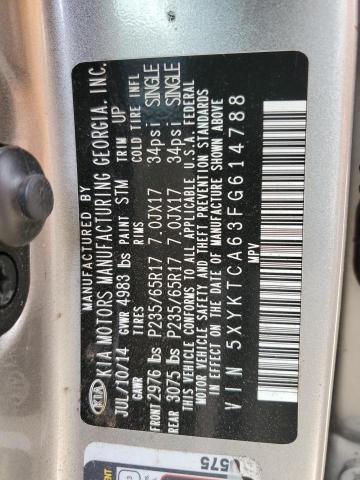 MANUFACTURED BY
KIA KIA MOTORS MANUFACTURING GEORGIA, INC.
JUL/10/14 GVWR 4983 lbs PAINT STM TRIM UP
GAWR TIRES RIMS COLD TIRE INFL
FRONT 2976 lbs P235/65R17 7.0JX17 34psi SINGLE
REAR 3075 lbs P235/65R17 7.0JX17 34psi SINGLE
THIS VEHICLE CONFORMS TO ALL APPLICABLE U.S.A. FEDERAL
MOTOR VEHICLE SAFETY AND THEFT PREVENTION STANDARDS
IN EFFECT ON THE DATE OF MANUFACTURE SHOWN ABOVE
VIN 5XYKTCA63FG614788
MPV
575